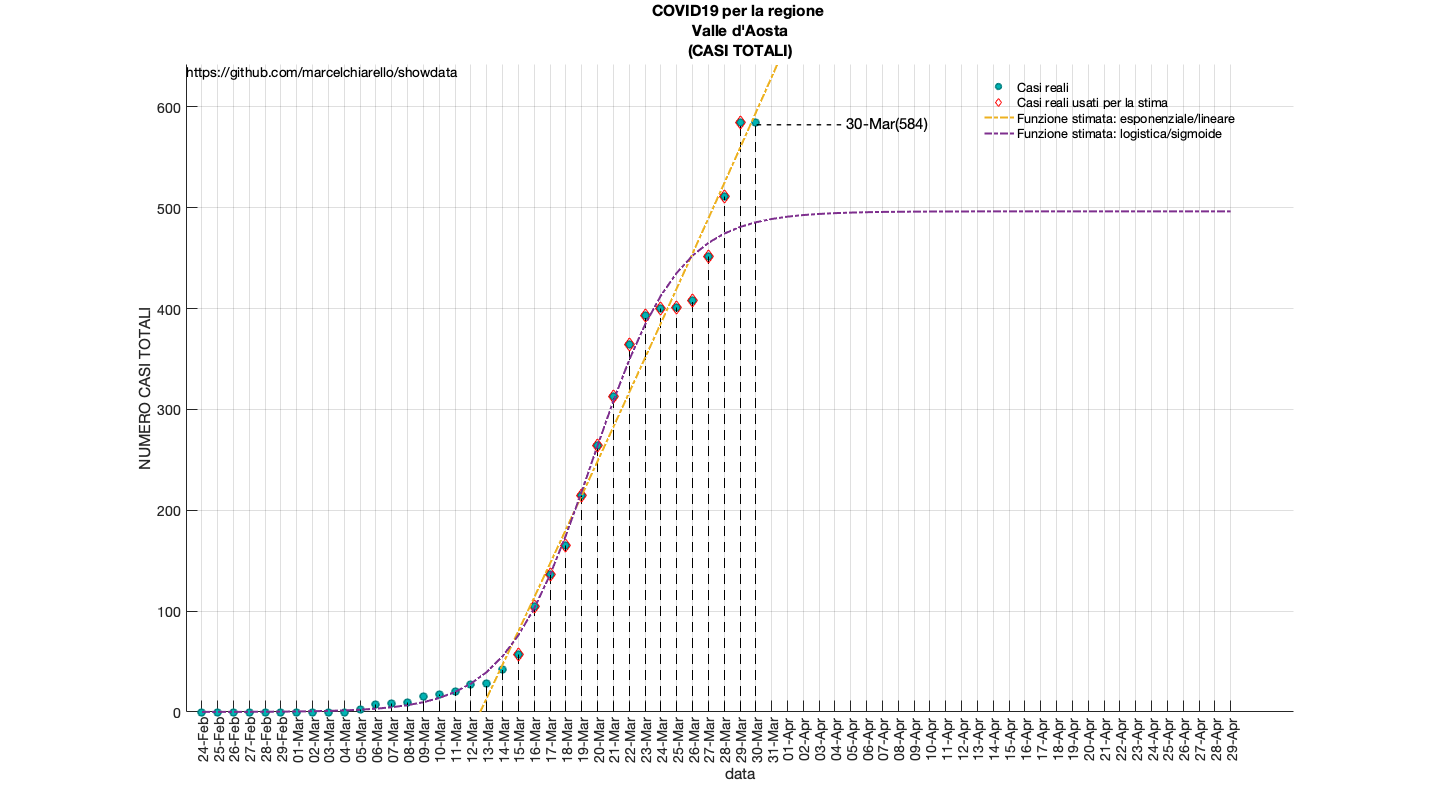 COVID19 per la regione
Valle d'Aosta
(CASI TOTALI)
https://github.com/marcelchiarello/showdata
Casi reali
Casi reali usati per la stima
Funzione stimata: esponenziale/lineare
Funzione stimata: logistica/sigmoide
30-Mar(584)
NUMERO CASI TOTALI
600
500
400
300
200
100
0
24-Feb
25-Feb
26-Feb
27-Feb
28-Feb
29-Feb
01-Mar
02-Mar
03-Mar
04-Mar
05-Mar
06-Mar
07-Mar
08-Mar
09-Mar
10-Mar
11-Mar
12-Mar
13-Mar
14-Mar
15-Mar
16-Mar
17-Mar
18-Mar
19-Mar
20-Mar
21-Mar
22-Mar
23-Mar
24-Mar
25-Mar
26-Mar
27-Mar
28-Mar
29-Mar
30-Mar
31-Mar
01-Apr
02-Apr
03-Apr
04-Apr
05-Apr
06-Apr
07-Apr
08-Apr
09-Apr
10-Apr
11-Apr
12-Apr
13-Apr
14-Apr
15-Apr
16-Apr
17-Apr
18-Apr
19-Apr
20-Apr
21-Apr
22-Apr
23-Apr
24-Apr
25-Apr
26-Apr
27-Apr
28-Apr
29-Apr
data